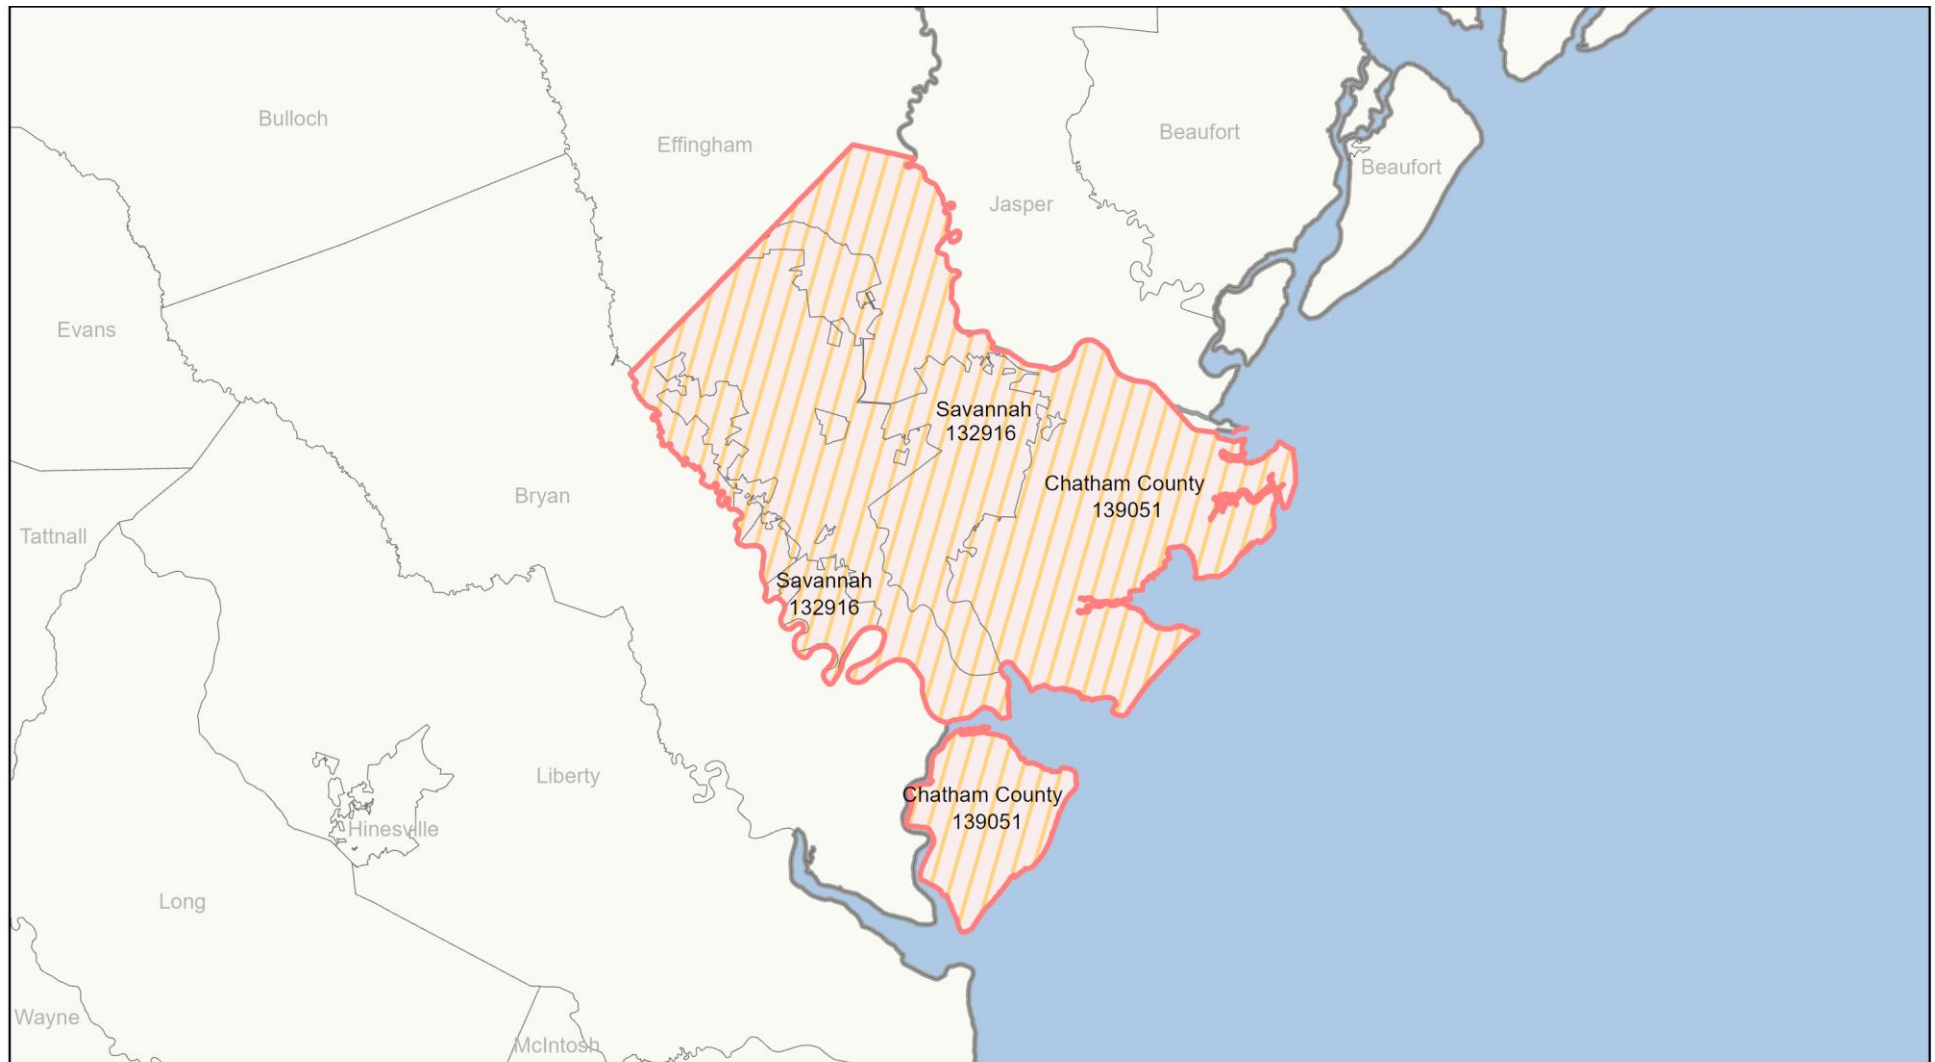 Bulloch
Effingham
Beaufort
Beaufort
Jasper
Evans
Savannah
132916
Chatham County
139051
Bryan
Tattnall
Savannah
132916
Liberty
Chatham County
139051
Hinesville
Long
Wayne
McIntosh